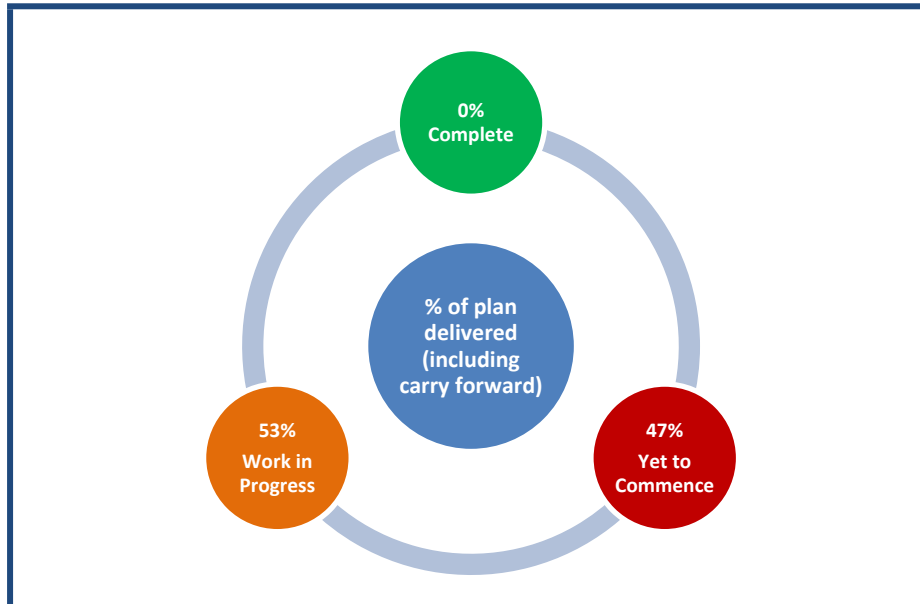 0%
Complete
% of plan
delivered
(including
carry forward)
53%
Work in
Progress
47%
Yet to
Commence